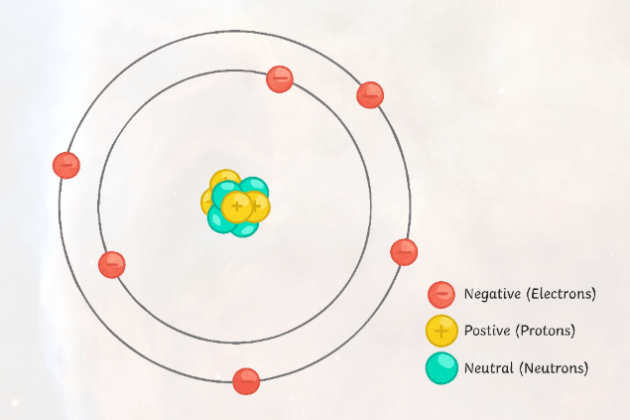 Negative (Electrons)
Postive (Protons)
Neutral (Neutrons)